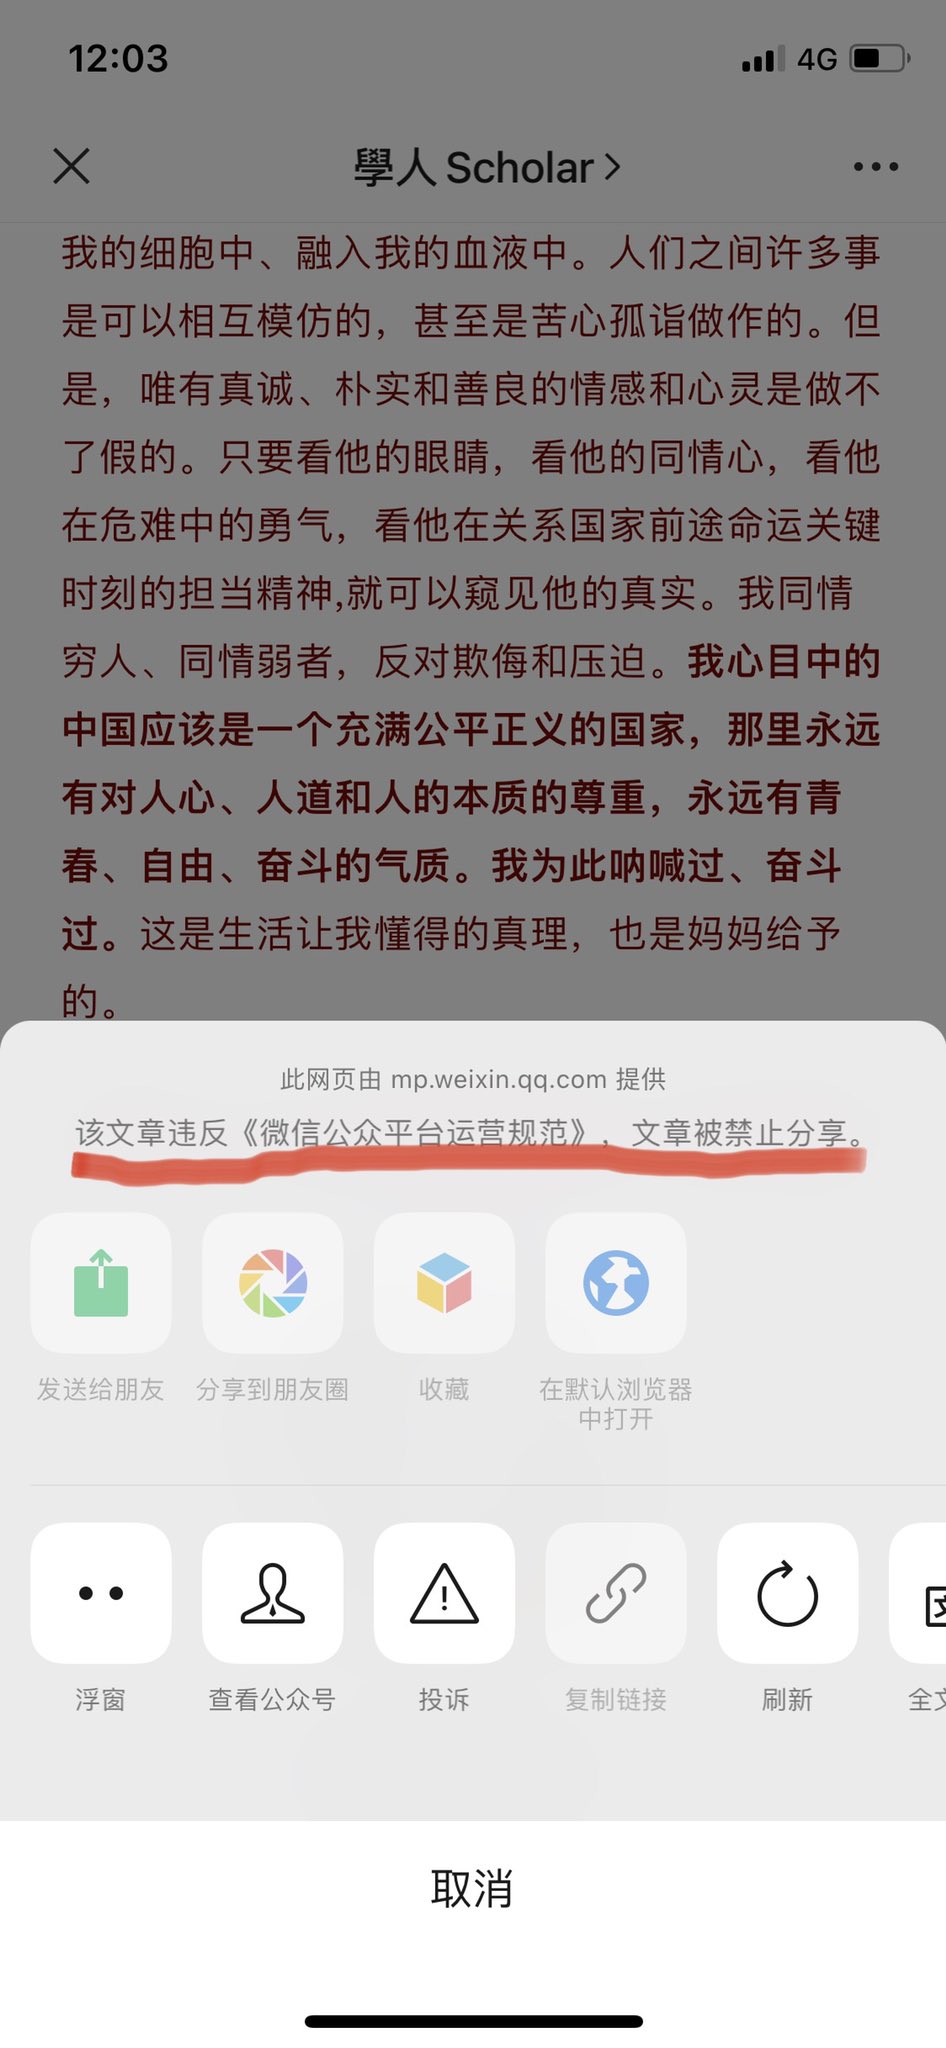 12:03
4G
學人 Scholar
我的细胞中、融入我的血液中。人们之间许多事
是可以相互模仿的，甚至是苦心孤诣做作的。但
是，唯有真诚、朴实和善良的情感和心灵是做不
了假的。只要看他的眼睛，看他的同情心，看他
在危难中的勇气，看他在关系国家前途命运关键
时刻的担当精神,就可以窥见他的真实。我同情
穷人、同情弱者，反对欺侮和压迫。我心目中的
中国应该是一个充满公平正义的国家，那里永远
有对人心、人道和人的本质的尊重，永远有青
春、自由、奋斗的气质。我为此呐喊过、奋斗
过。这是生活让我懂得的真理，也是妈妈给予
的。
此网页由 mp.weixin.qq.com 提供
该文章违反《微信公众平台运营规范》，文章被禁止分享。
发送给朋友
分享到朋友圈
收藏
在默认浏览器
中打开
浮窗
查看公众号
投诉
复制链接
刷新
全文
取消